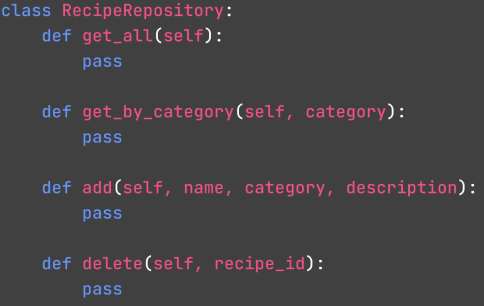 class RecipeRepository:
    def get_all(self):
        pass

    def get_by_category(self, category):
        pass

    def add(self, name, category, description):
        pass

    def delete(self, recipe_id):
        pass